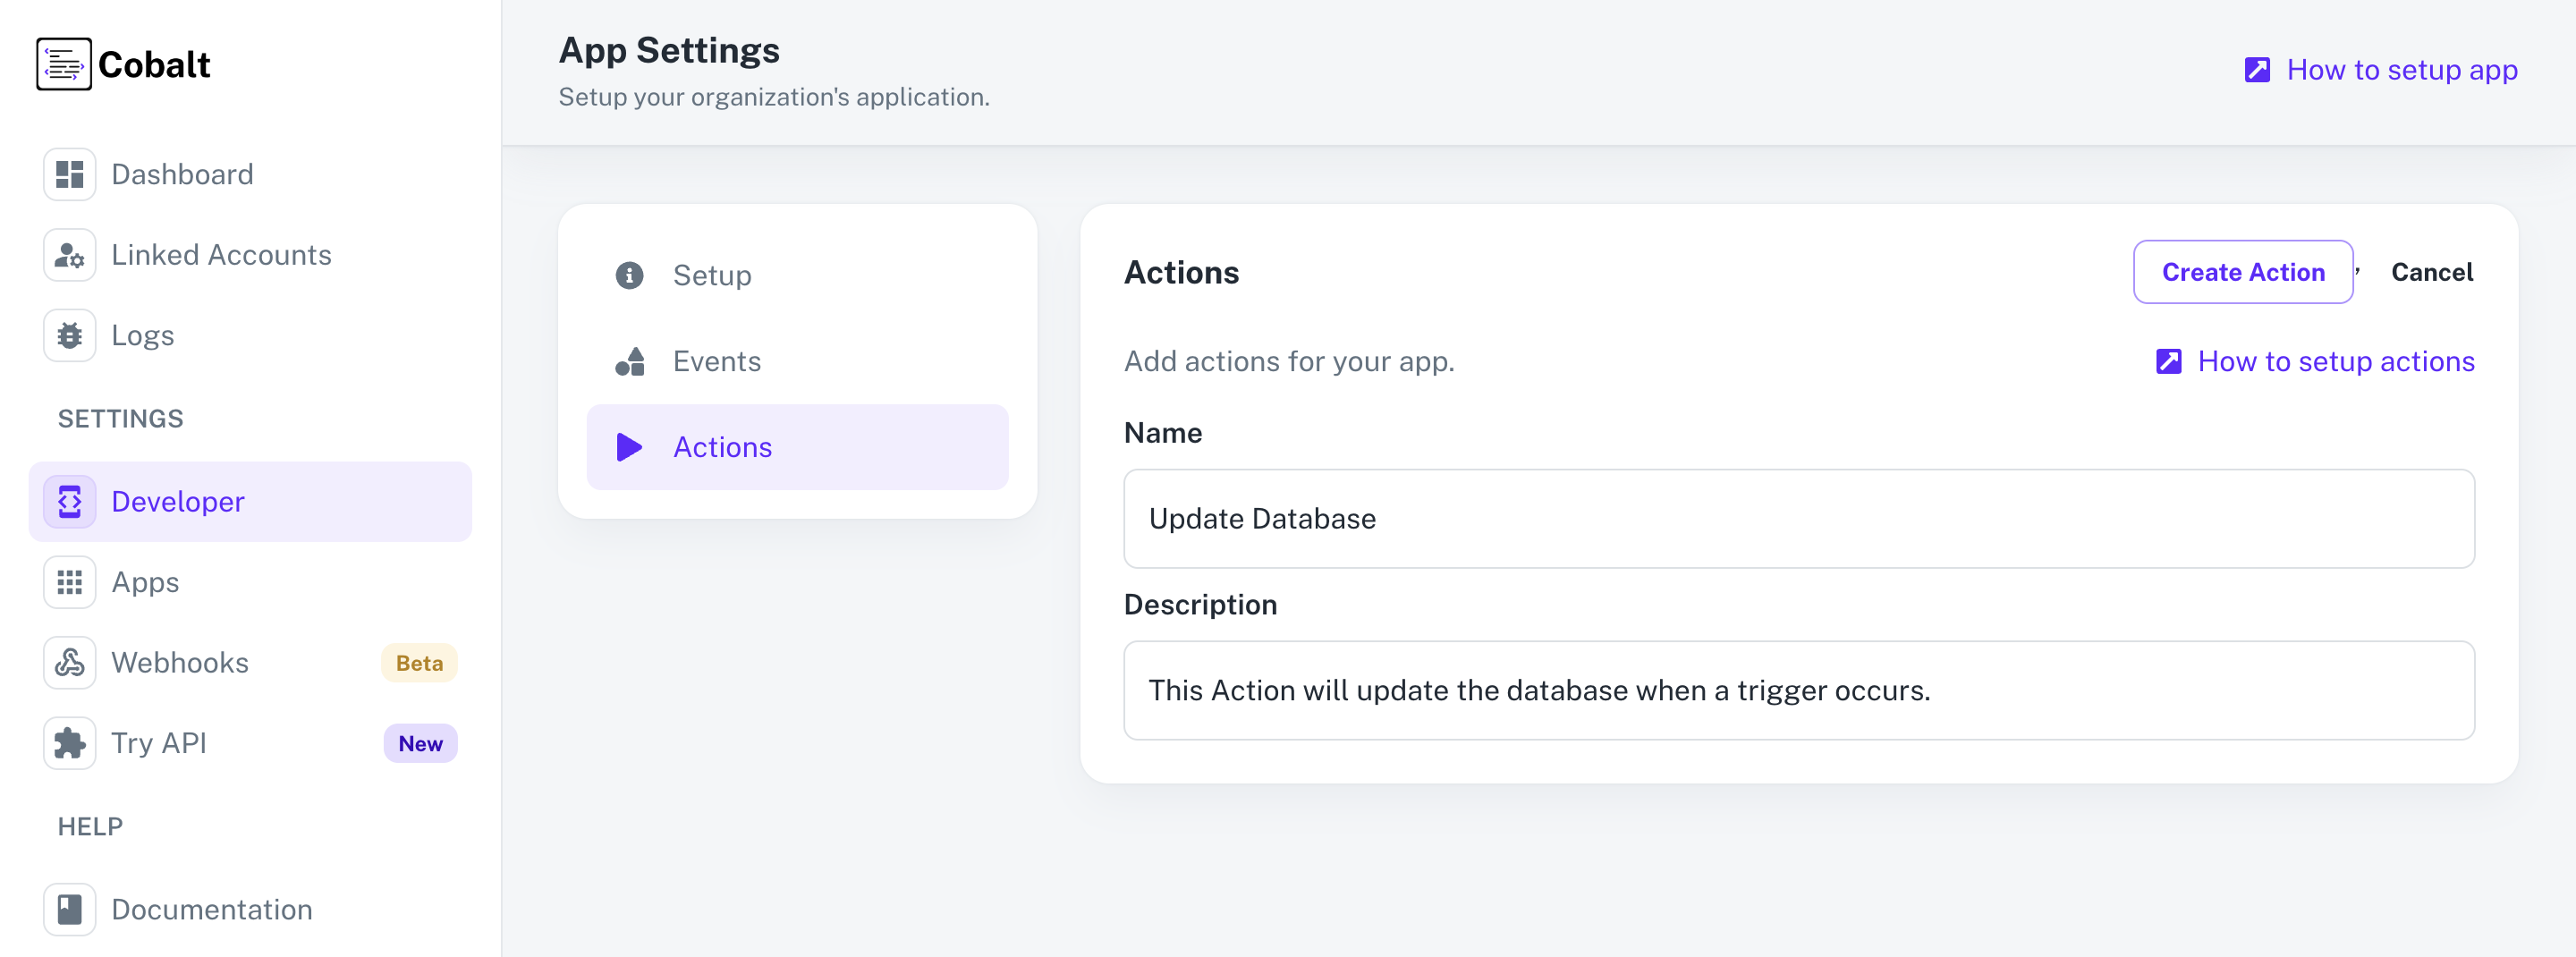 Cobalt
Dashboard
Linked Accounts
Logs
SETTINGS
Developer
Apps
Webhooks Beta
Try API New
HELP
Documentation
App Settings
Setup your organization's application.
How to setup app
Setup
Events
Actions
Actions
Create Action , Cancel
Add actions for your app.
How to setup actions
Name
Update Database
Description
This Action will update the database when a trigger occurs.